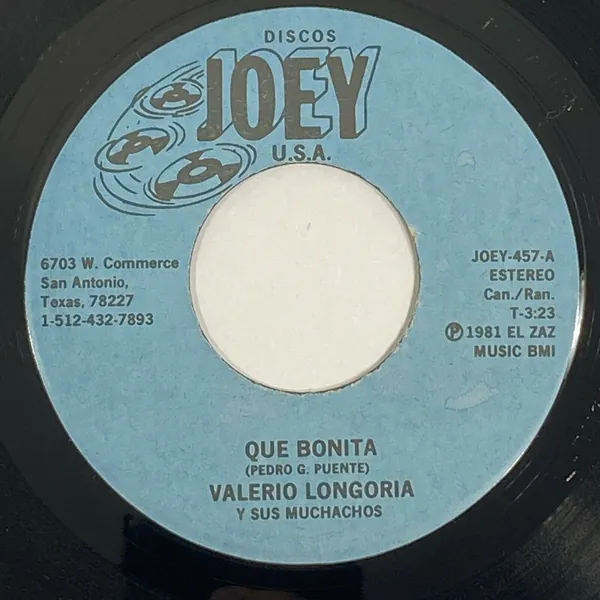 DISCOS
JOEY
U.S.A.
6703 W. Commerce
San Antonio,
Texas, 78227
1-512-432-7893
JOEY-457-A
ESTEREO
Can./Ran.
T-3:23
Ⓟ1981 EL ZAZ
MUSIC BMI
QUE BONITA
(PEDRO G. PUENTE)
VALERIO LONGORIA
Y SUS MUCHACHOS